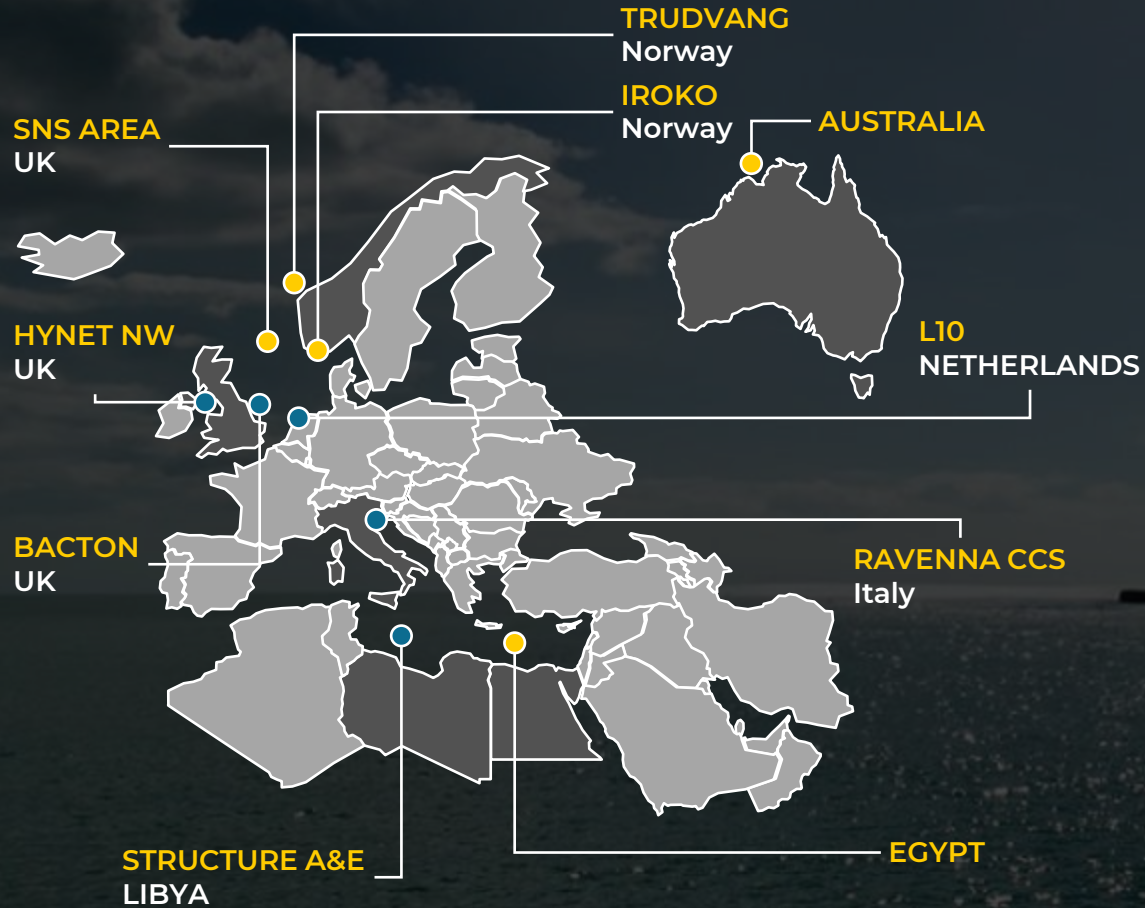 TRUDVANG
Norway
IROKO
Norway
AUSTRALIA
SNS AREA
UK
HYNET NW
UK
L10
NETHERLANDS
BACTON
UK
RAVENNA CCS
Italy
STRUCTURE A&E
LIBYA
EGYPT